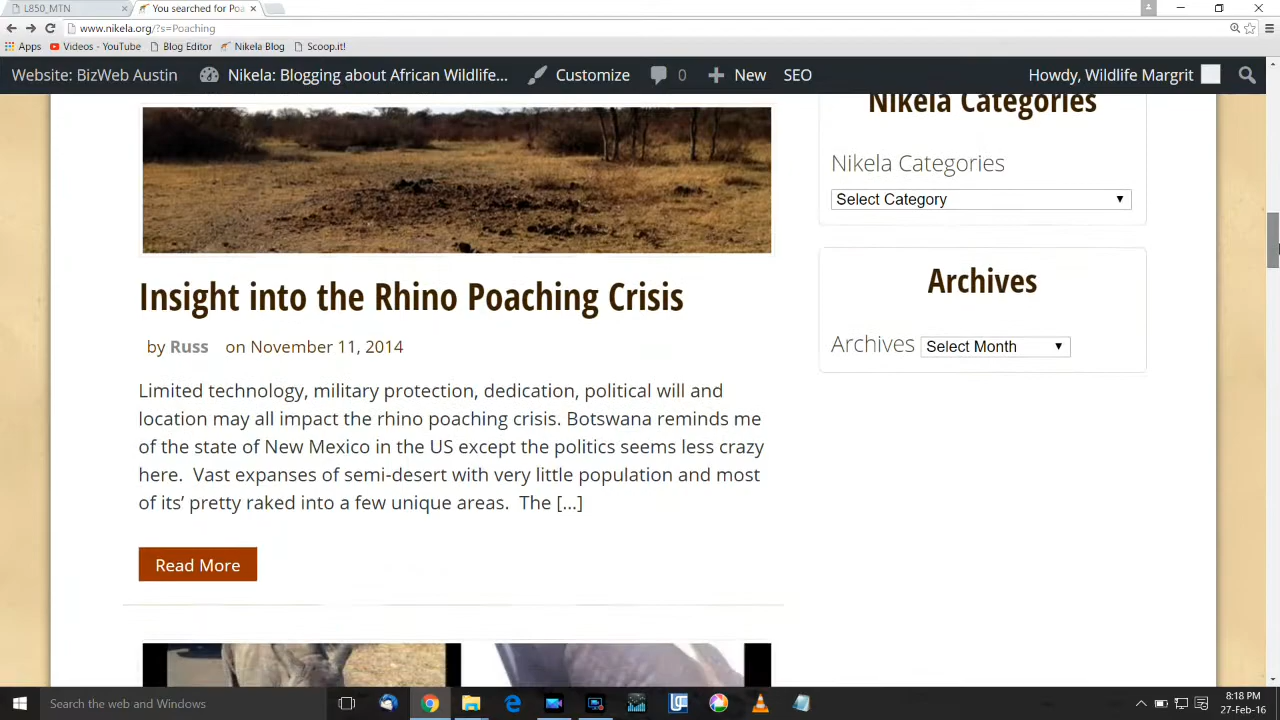 L850_MTN
You searched for Poa
www.nikela.org/?s=Poaching
Apps Videos - YouTube Blog Editor Nikela Blog Scoop.it!
Website: BizWeb Austin Nikela: Blogging about African Wildlife... Customize 0 New SEO Howdy, Wildlife Margrit
Nikela Categories
Nikela Categories
Select Category
Archives
Archives Select Month
Insight into the Rhino Poaching Crisis
by Russ on November 11, 2014
Limited technology, military protection, dedication, political will and
location may all impact the rhino poaching crisis. Botswana reminds me
of the state of New Mexico in the US except the politics seems less crazy
here. Vast expanses of semi-desert with very little population and most
of its’ pretty raked into a few unique areas. The [...]
Read More
Search the web and Windows
8:18 PM
27-Feb-16